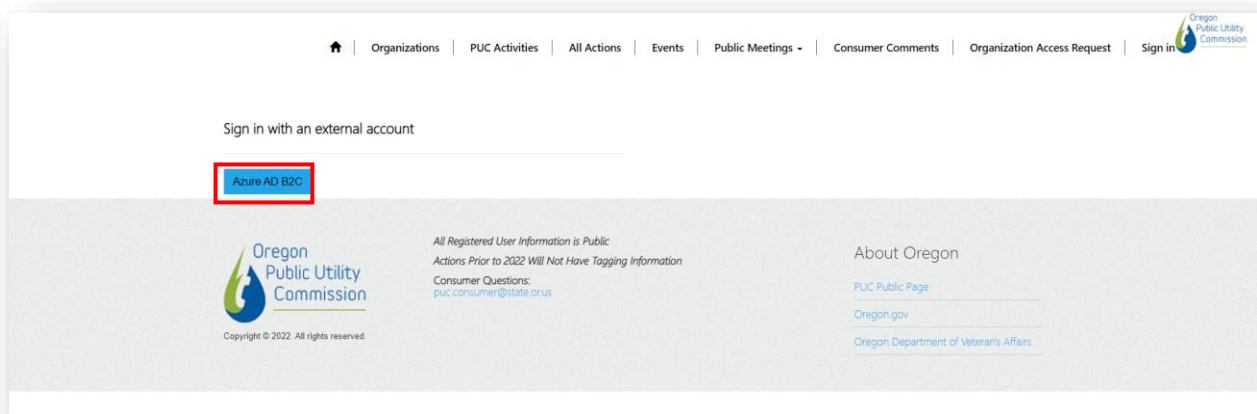 Organizations
PUC Activities
All Actions
Events
Public Meetings
Consumer Comments
Organization Access Request
Sign in
Oregon
Public Utility
Commission
Sign in with an external account
Azure AD B2C
Oregon
Public Utility
Commission
Copyright © 2022. All rights reserved.
All Registered User Information is Public
Actions Prior to 2022 Will Not Have Tagging Information
Consumer Questions:
puc.consumer@state.or.us
About Oregon
PUC Public Page
Oregon.gov
Oregon Department of Veteran's Affairs